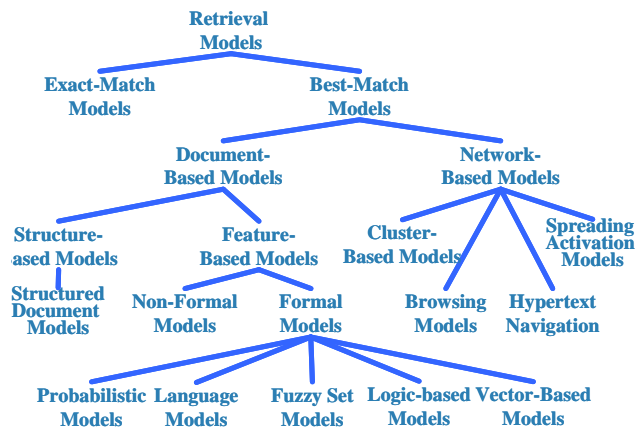 Retrieval
Models
Exact-Match
Models
Best-Match
Models
Document-
Based Models
Network-
Based Models
Structure-
ased Models
Feature-
Based Models
Cluster-
Based Models
Spreading
Activation
Models
Structured
Document
Models
Non-Formal
Models
Formal
Models
Browsing
Models
Hypertext
Navigation
Probabilistic
Models
Language
Models
Fuzzy Set
Models
Logic-based
Models
Vector-Based
Models